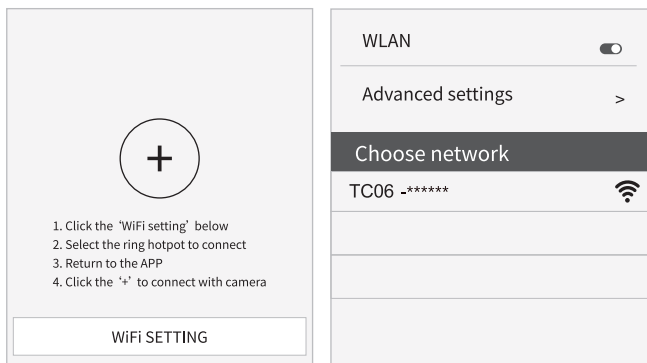 +
1. Click the ‘WiFi setting’ below
2. Select the ring hotpot to connect
3. Return to the APP
4. Click the ‘+’ to connect with camera
WiFi SETTING
WLAN
Advanced settings >
Choose network
TC06 -******